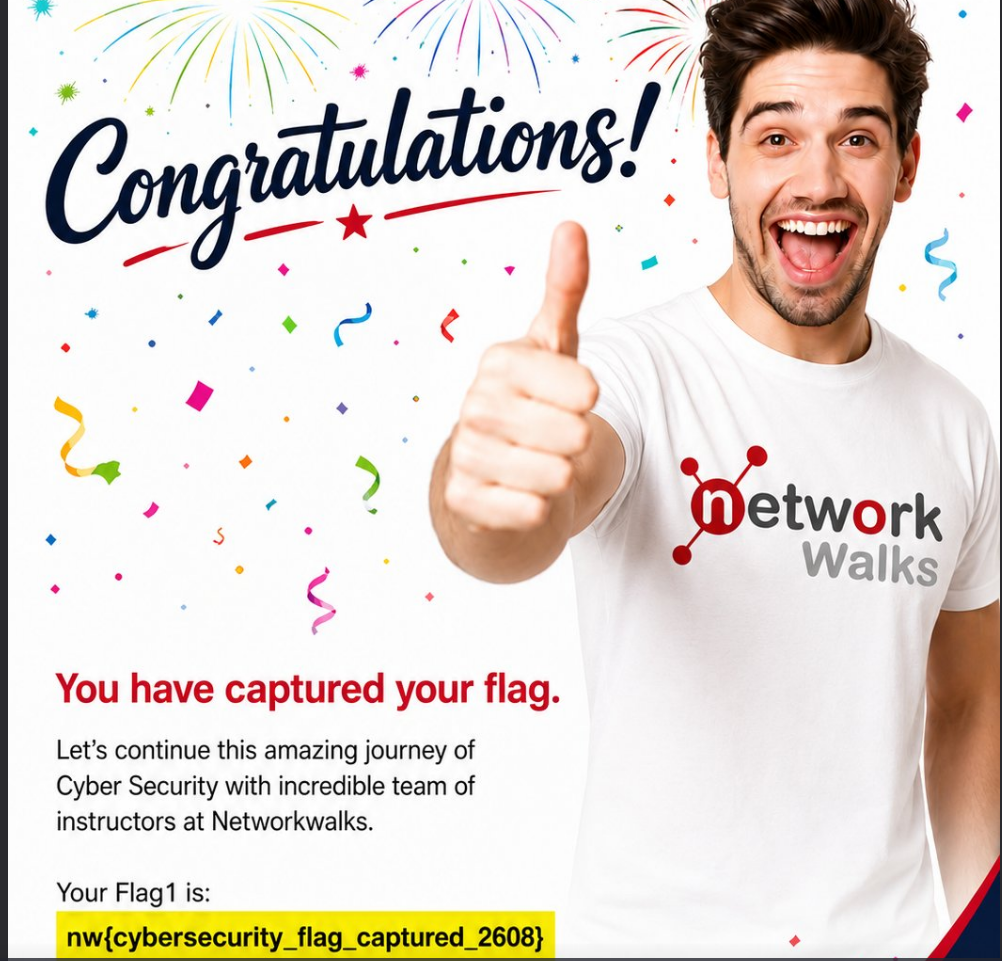 Congratulations!
network
Walks
You have captured your flag.
Let's continue this amazing journey of
Cyber Security with incredible team of
instructors at Networkwalks.
Your Flag1 is:
nw{cybersecurity_flag_captured_2608}